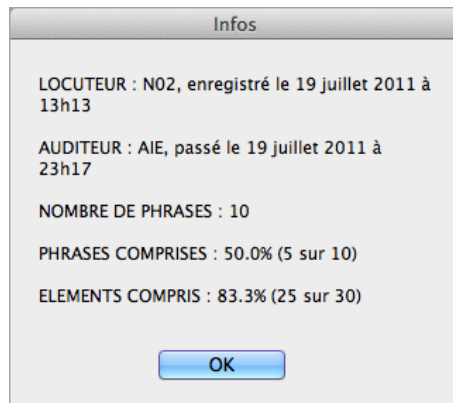 Infos
LOCUTEUR : N02, enregistré le 19 juillet 2011 à
13h13
AUDITEUR : AIE, passé le 19 juillet 2011 à
23h17
NOMBRE DE PHRASES : 10
PHRASES COMPRISES : 50.0% (5 sur 10)
ELEMENTS COMPRIS : 83.3% (25 sur 30)
OK